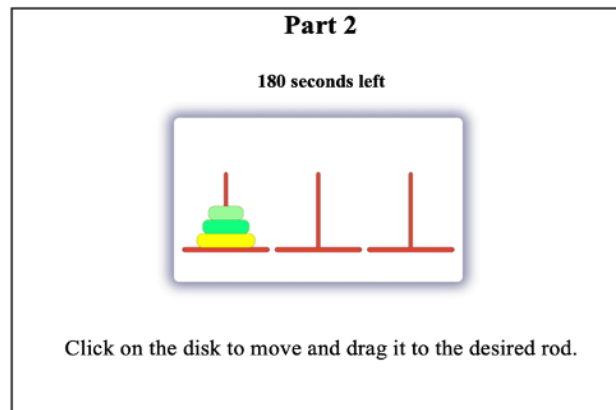 Part 2
180 seconds left
Click on the disk to move and drag it to the desired rod.